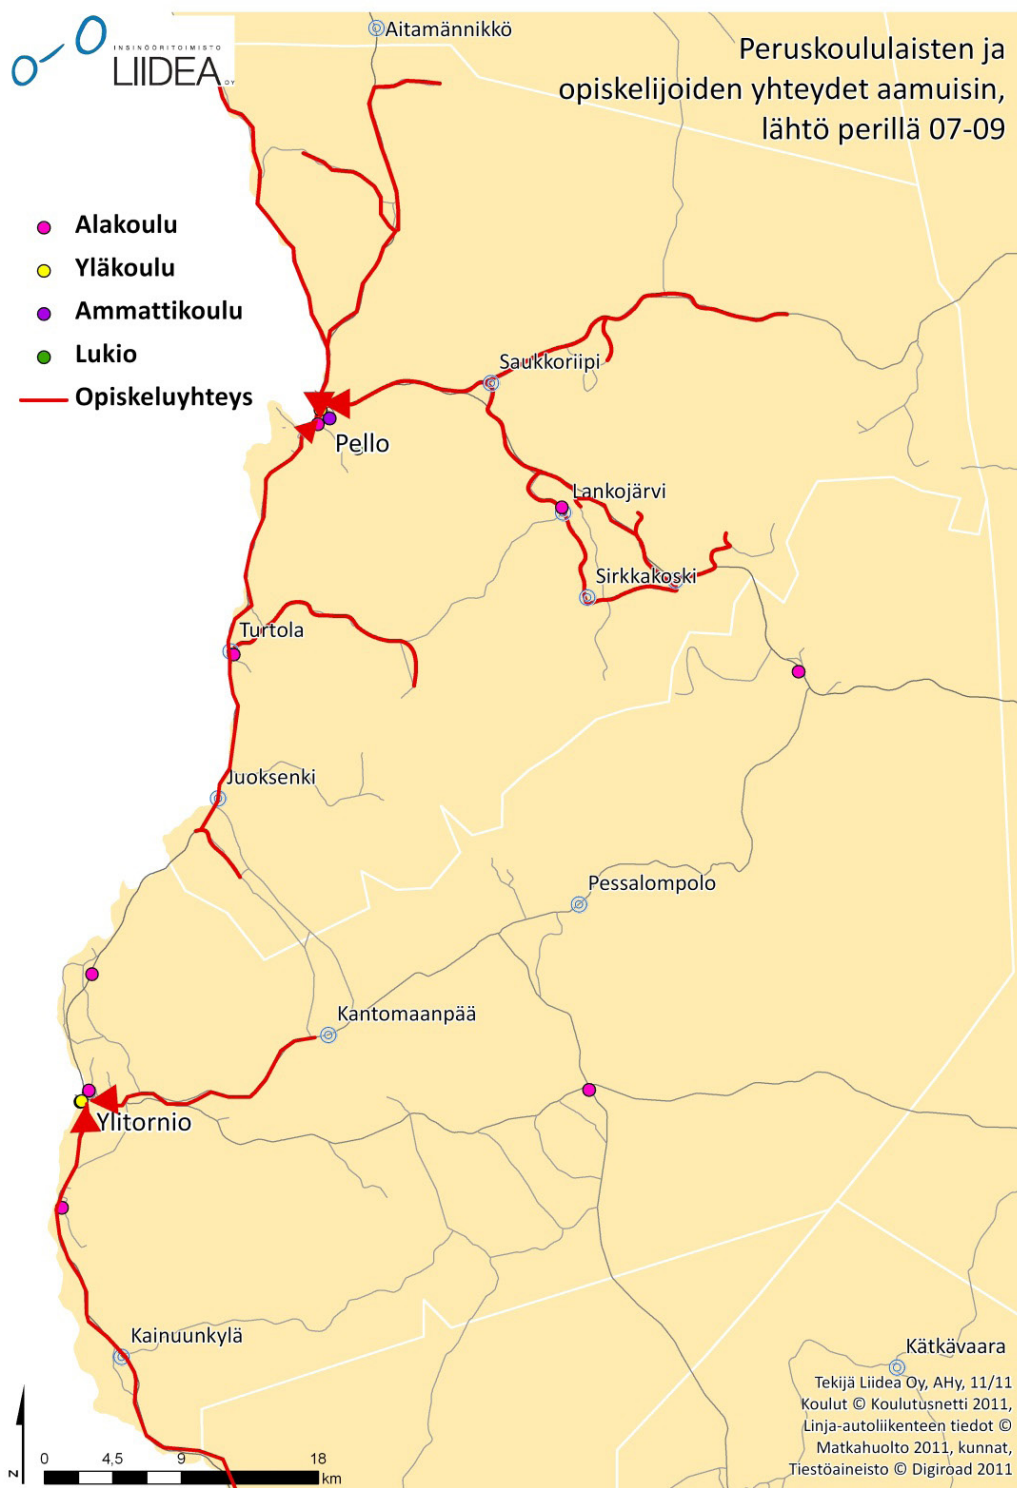 INSINÖÖRITOIMISTO
LIIDEA OY
Aitamännikkö
Peruskoululaisten ja
opiskelijoiden yhteydet aamuisin,
lähtö perillä 07-09
Alakoulu
Yläkoulu
Ammattikoulu
Lukio
Opiskeluyhteys
Saukkoriipi
Pello
Lankojärvi
Sirkkakoski
Turtola
Juoksenki
Pessalompolo
Kantomaanpää
Ylitornio
Kainuunkylä
Kätkävaara
Tekijä Liidea Oy, AHy, 11/11
Koulut © Koulutusnetti 2011,
Linja-autoliikenteen tiedot ©
Matkahuolto 2011, kunnat,
Tiestöaineisto © Digiroad 2011
N
0 4,5 9 18
km